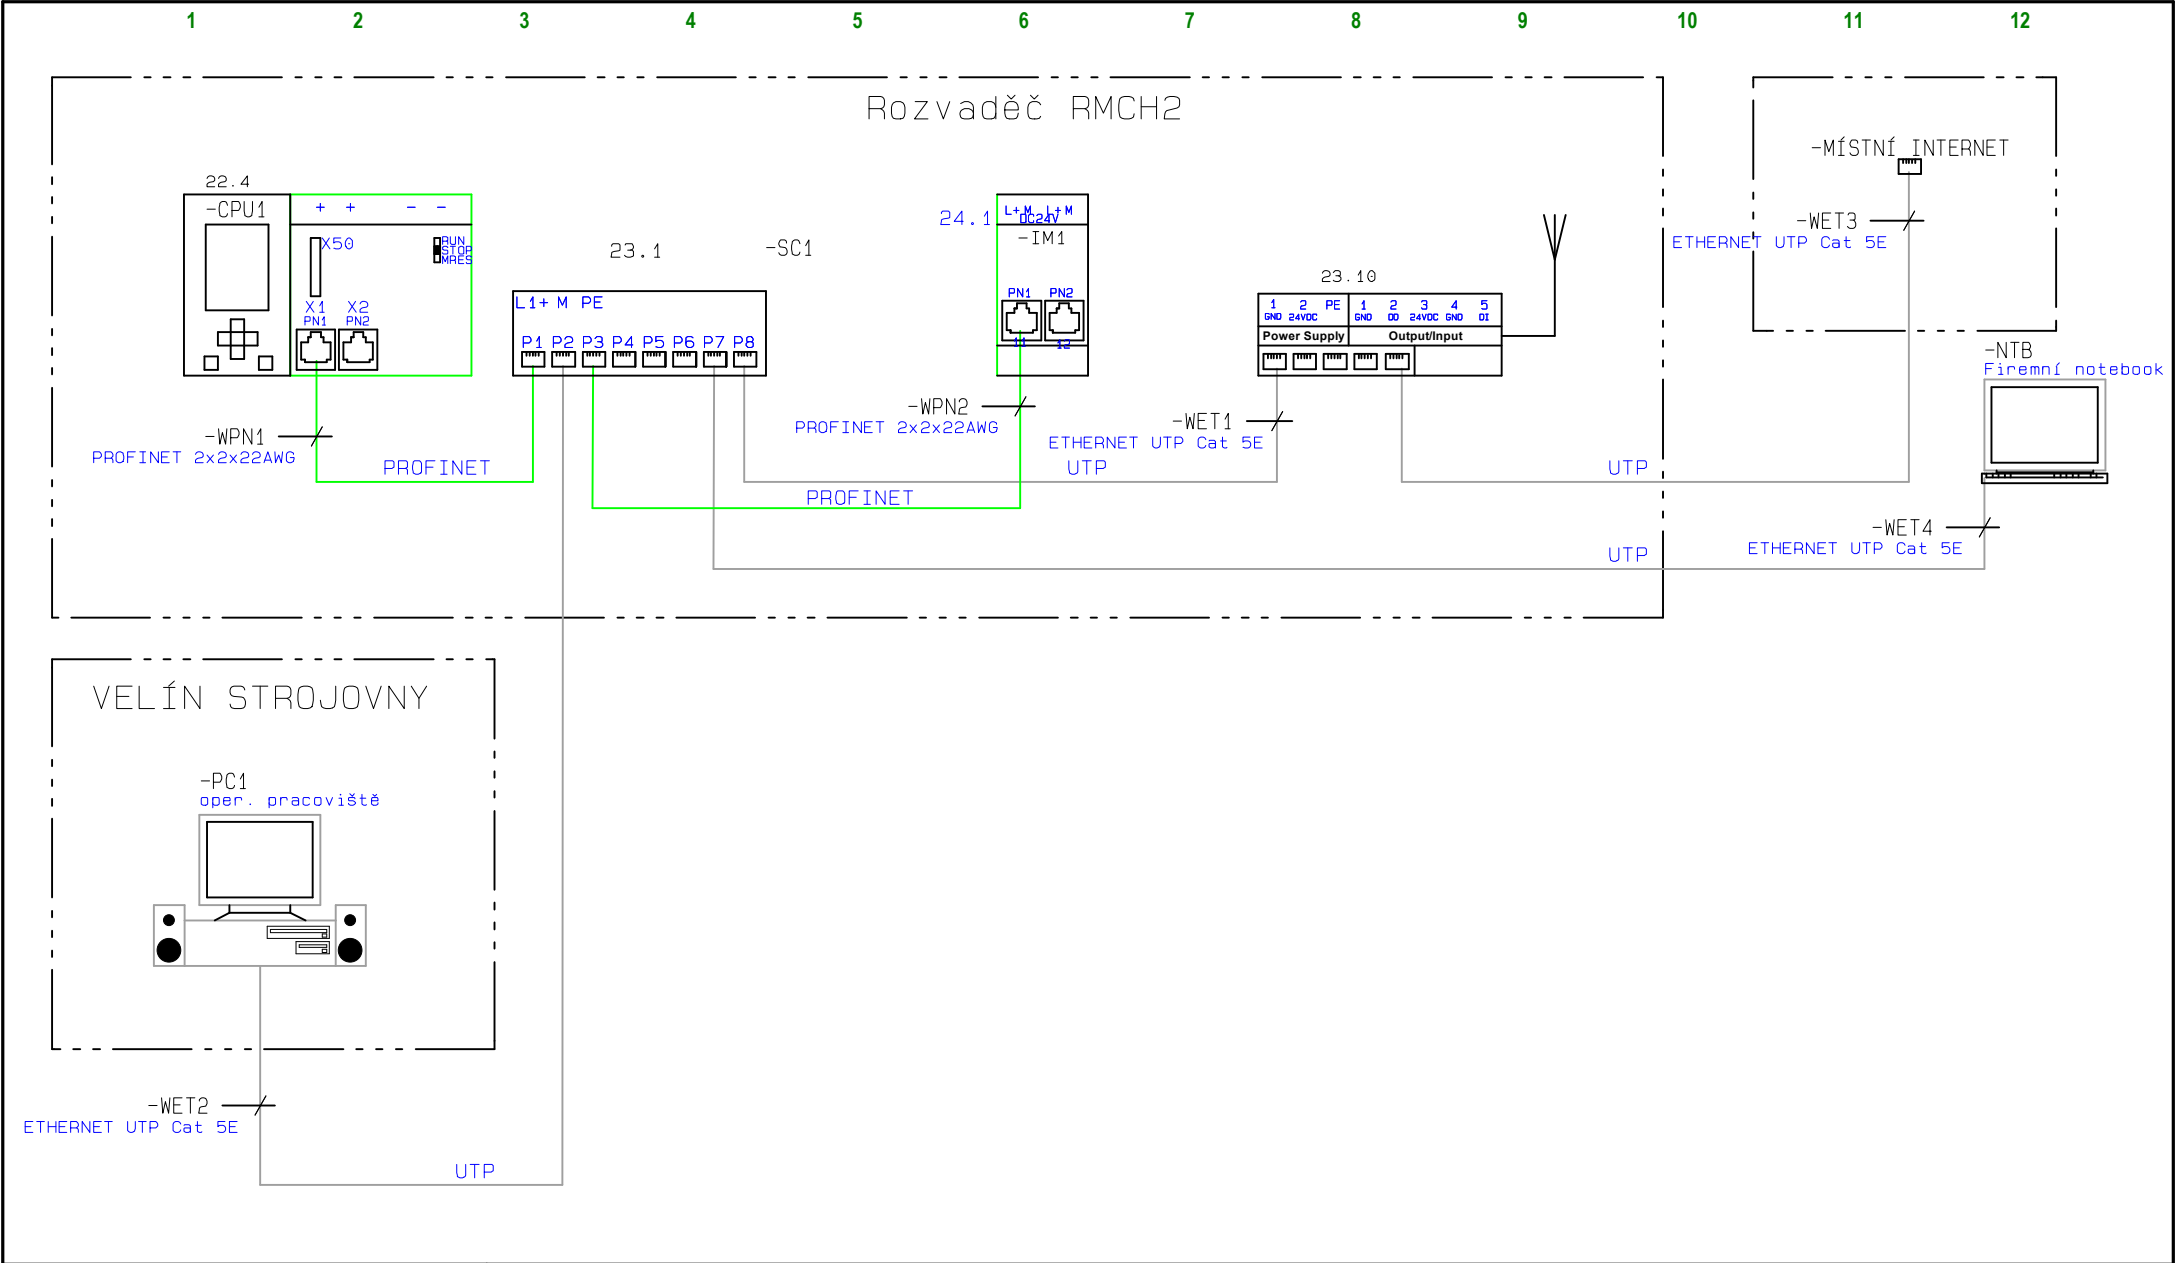 1 2 3 4 5 6 7 8 9 10 11 12
Rozvaděč RMCH2
22.4
-CPU1
+ + - -
X50
RUN
STOP
MRES
X1 X2
PN1 PN2
23.1
-SC1
L1+ M PE
P1 P2 P3 P4 P5 P6 P7 P8
24.1
L+M L+M
DC24V
-IM1
PN1 PN2
11 12
23.10
1 2 PE 1 2 3 4 5
GND 24VDC GND DO 24VDC GND DI
Power Supply Output/Input
-MÍSTNÍ INTERNET
-WET3
ETHERNET UTP Cat 5E
-NTB
Firemní notebook
-WPN1
PROFINET 2x2x22AWG
PROFINET
-WPN2
PROFINET 2x2x22AWG
PROFINET
-WET1
ETHERNET UTP Cat 5E
UTP
UTP
-WET4
ETHERNET UTP Cat 5E
UTP
VELÍN STROJOVNY
-PC1
oper. pracoviště
-WET2
ETHERNET UTP Cat 5E
UTP